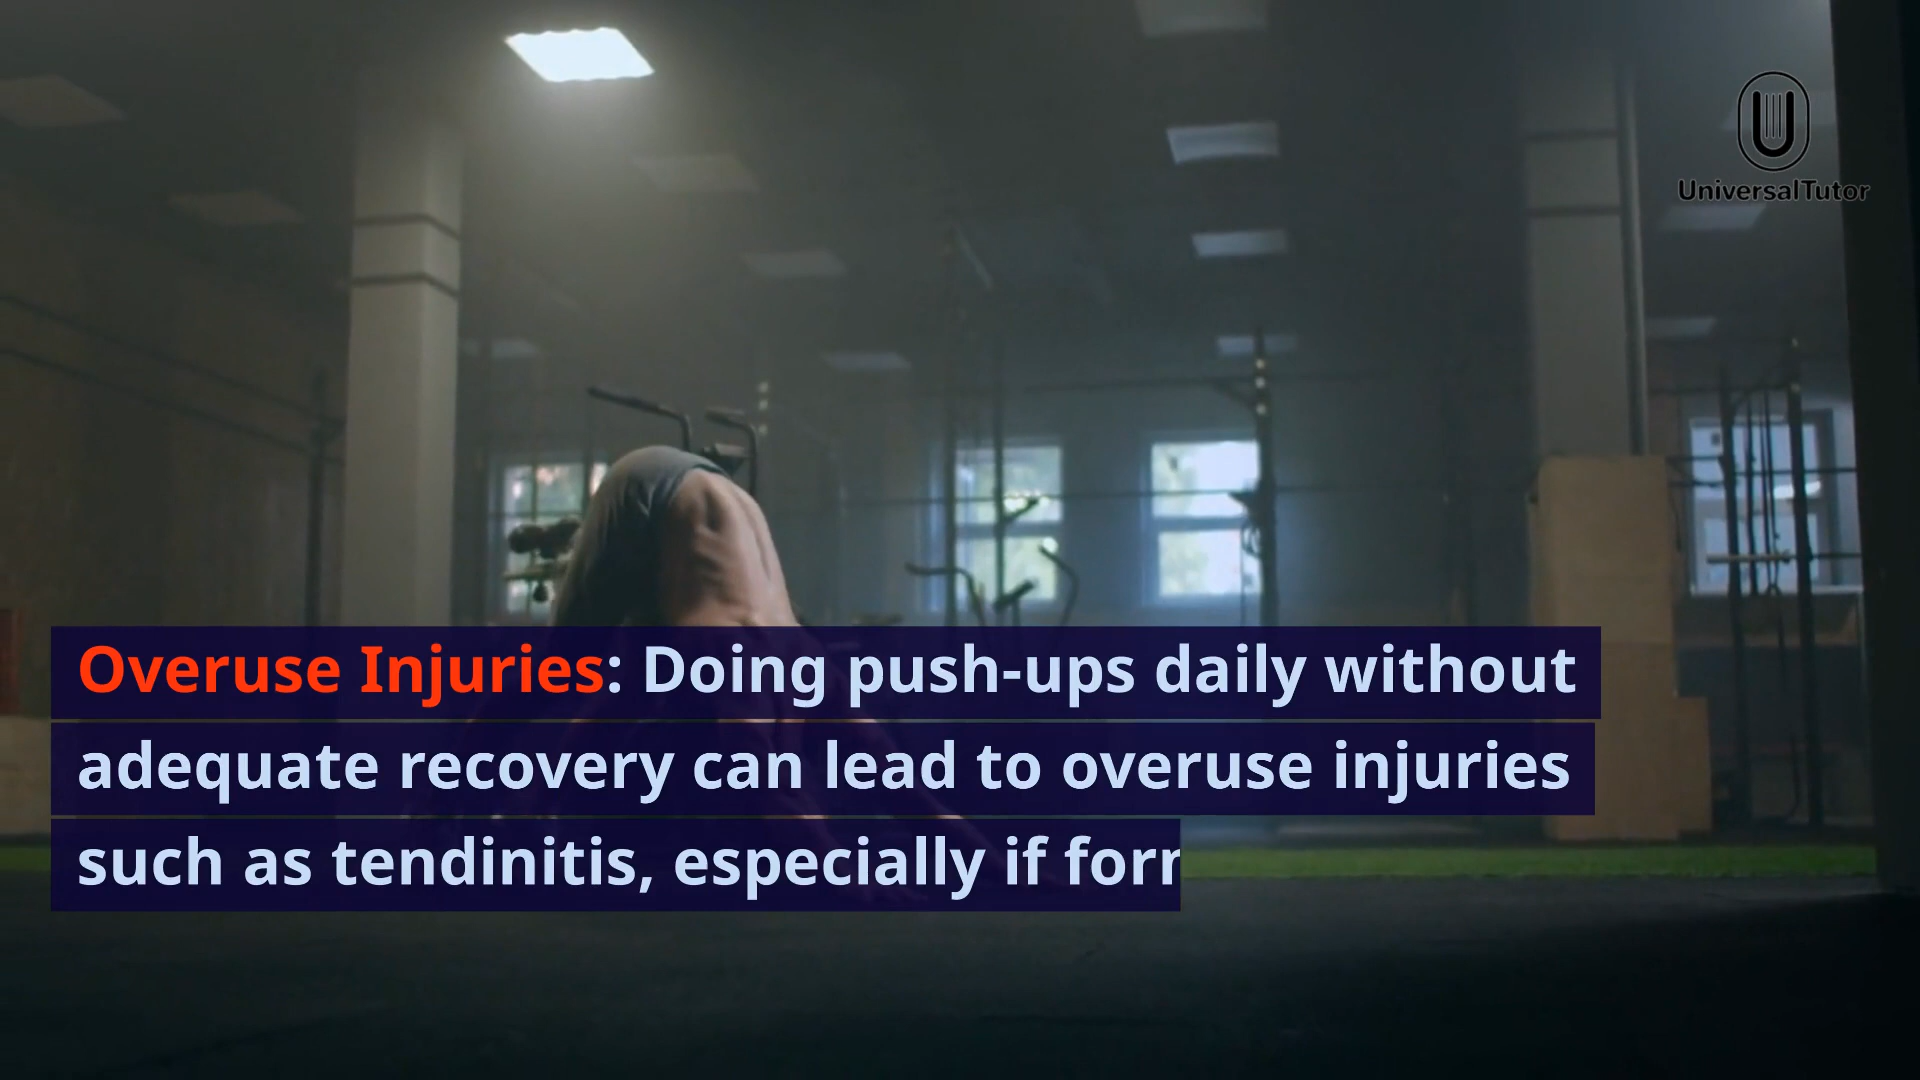 UniversalTutor
Overuse Injuries: Doing push-ups daily without
adequate recovery can lead to overuse injuries
such as tendinitis, especially if for